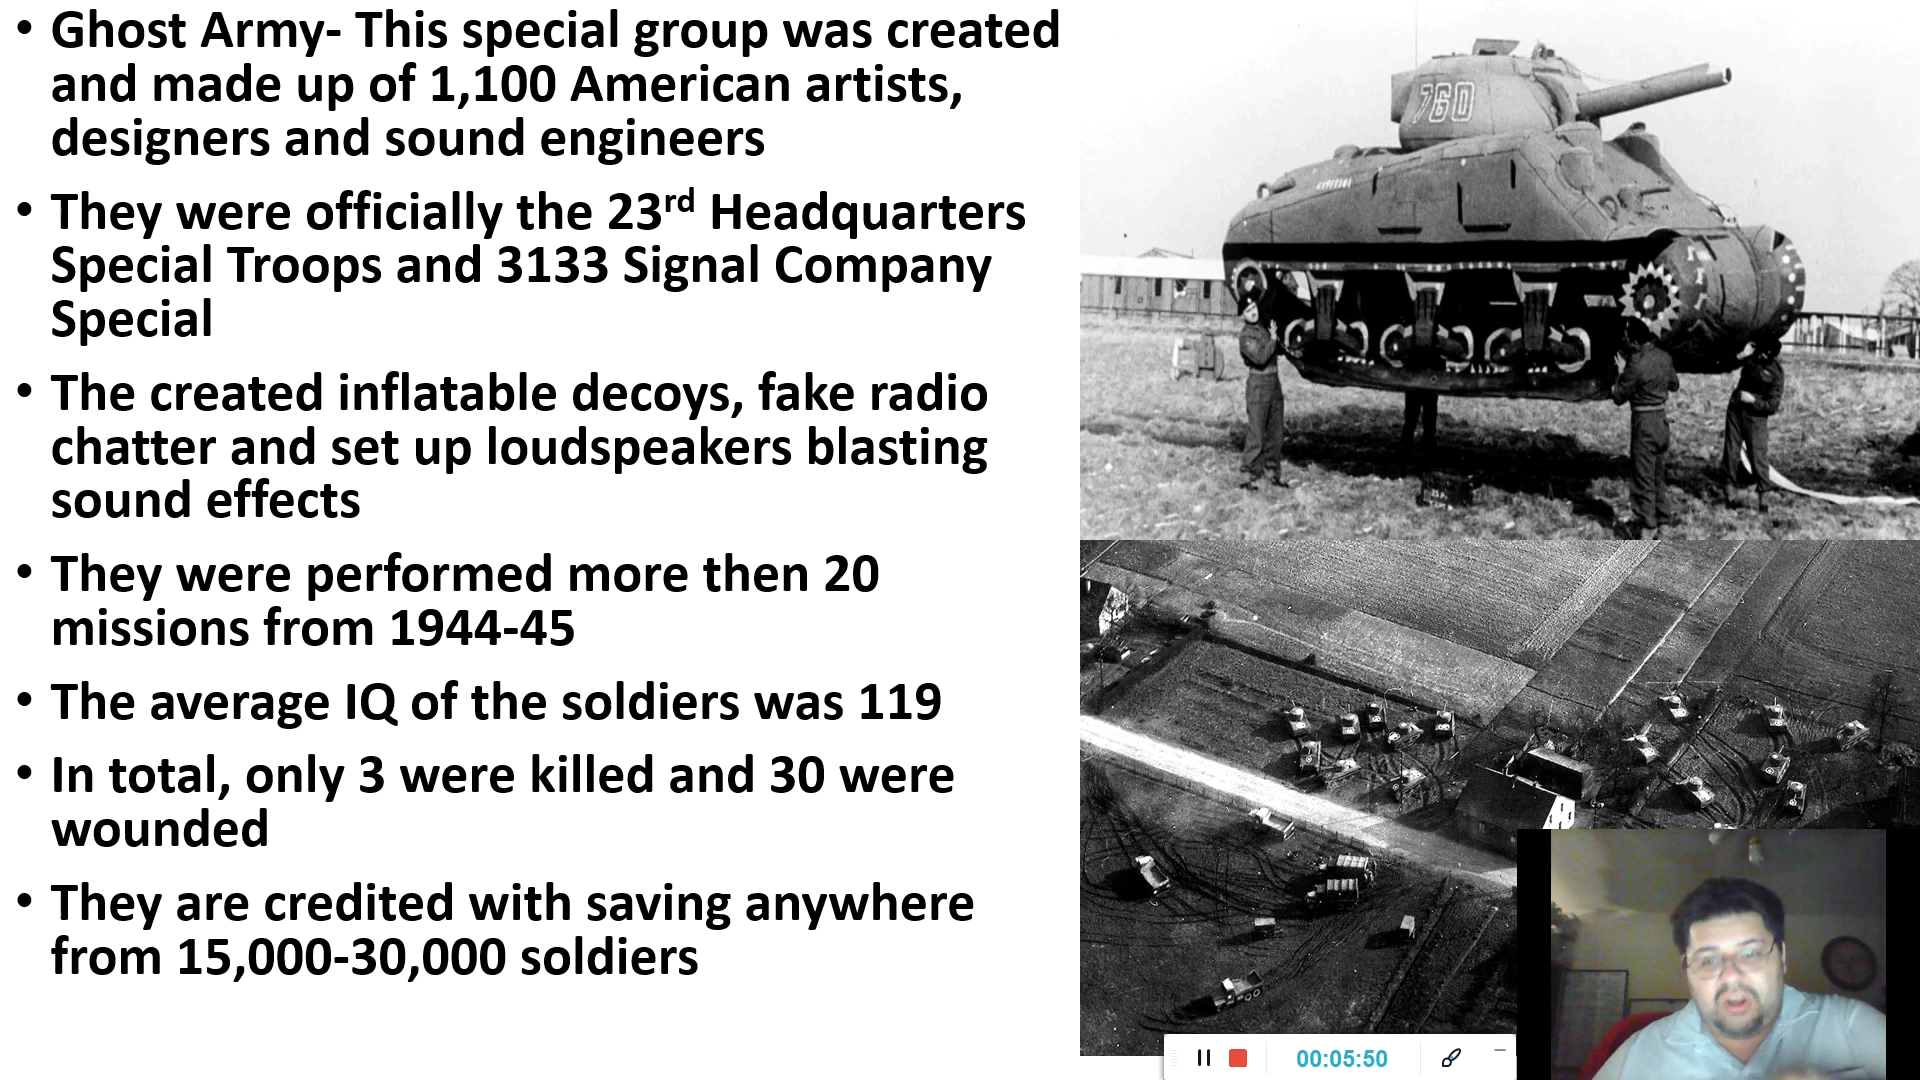 • Ghost Army- This special group was created
and made up of 1,100 American artists,
designers and sound engineers
• They were officially the 23rd Headquarters
Special Troops and 3133 Signal Company
Special
• The created inflatable decoys, fake radio
chatter and set up loudspeakers blasting
sound effects
• They were performed more then 20
missions from 1944-45
• The average IQ of the soldiers was 119
• In total, only 3 were killed and 30 were
wounded
• They are credited with saving anywhere
from 15,000-30,000 soldiers
760
00:05:50